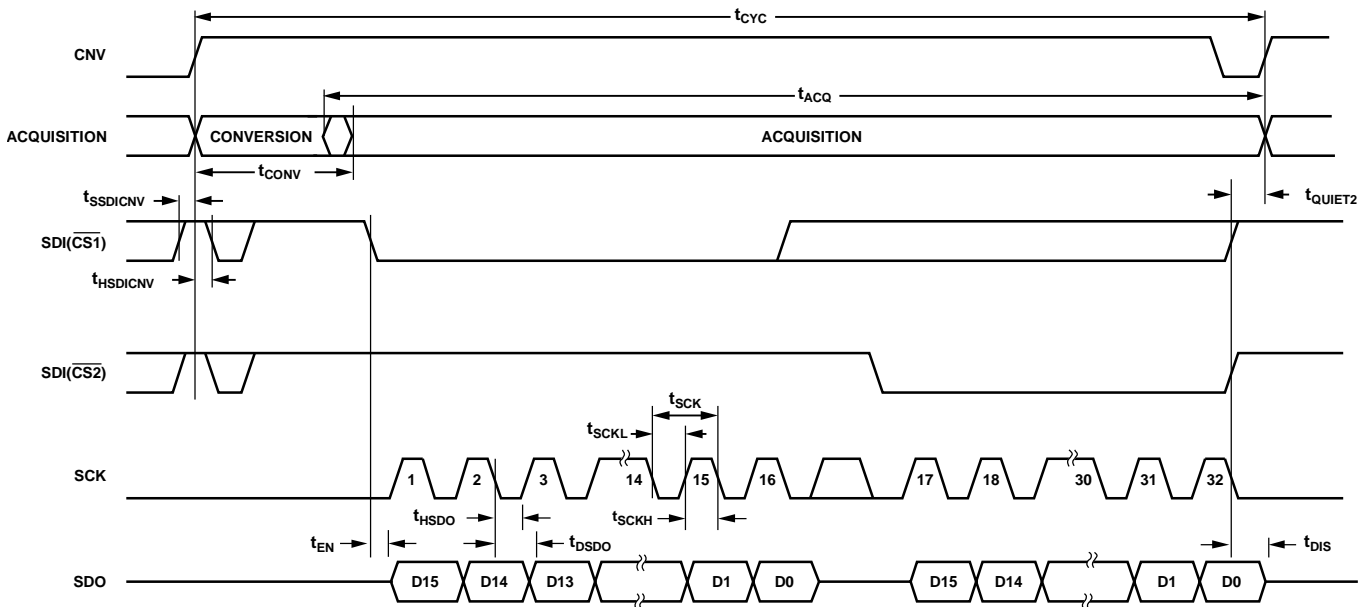 tCYC
CNV
tACQ
ACQUISITION CONVERSION ACQUISITION
tCONV
tSSDICNV
tQUIET2
SDI(CS1)
tHSDICNV
SDI(CS2)
tSCK
tSCKL
SCK 1 2 3 14 15 16 17 18 30 31 32
tHSDO tSCKH
tEN tDSDO tDIS
SDO D15 D14 D13 D1 D0 D15 D14 D1 D0